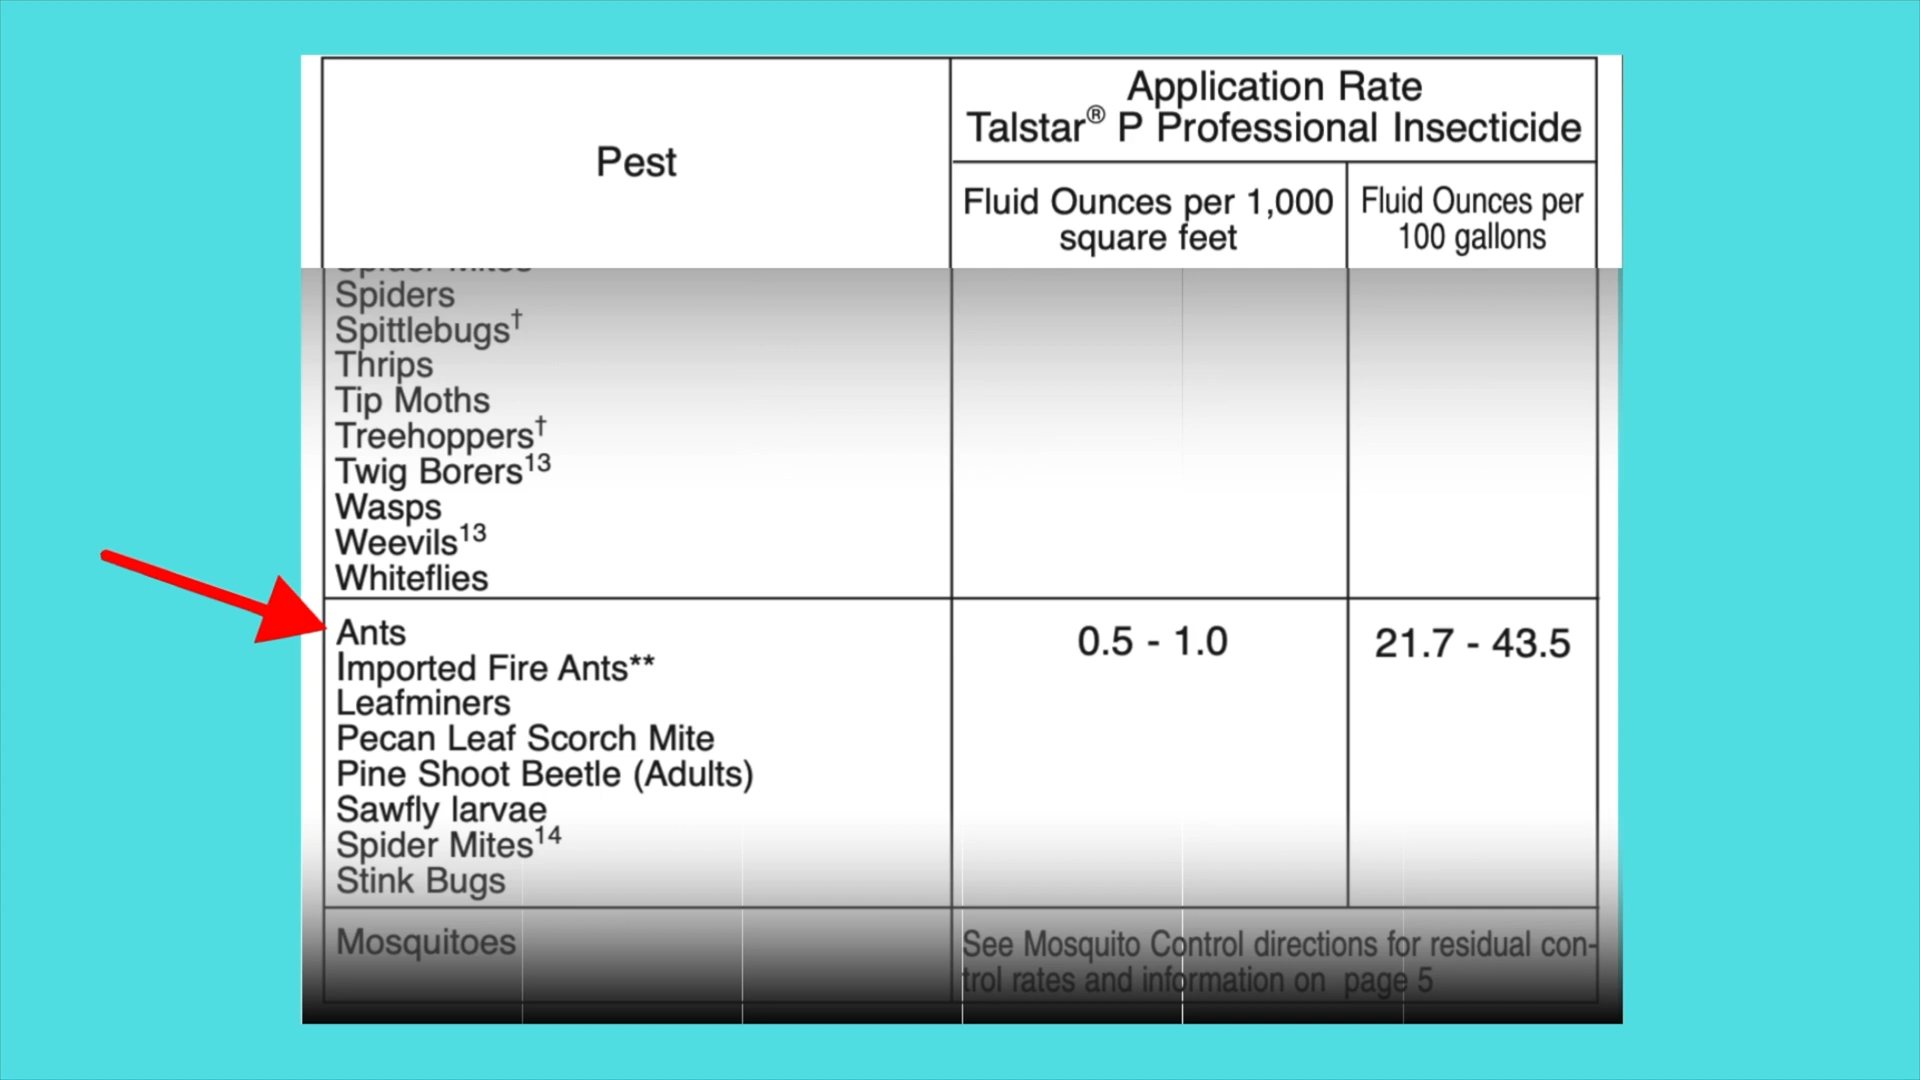 Pest
Application Rate
Talstar® P Professional Insecticide
Fluid Ounces per 1,000
square feet
Fluid Ounces per
100 gallons
Spider Mites
Spiders
Spittlebugs†
Thrips
Tip Moths
Treehoppers†
Twig Borers13
Wasps
Weevils13
Whiteflies
Ants
Imported Fire Ants**
Leafminers
Pecan Leaf Scorch Mite
Pine Shoot Beetle (Adults)
Sawfly larvae
Spider Mites14
Stink Bugs
0.5 - 1.0
21.7 - 43.5
Mosquitoes
See Mosquito Control directions for residual con-
trol rates and information on page 5